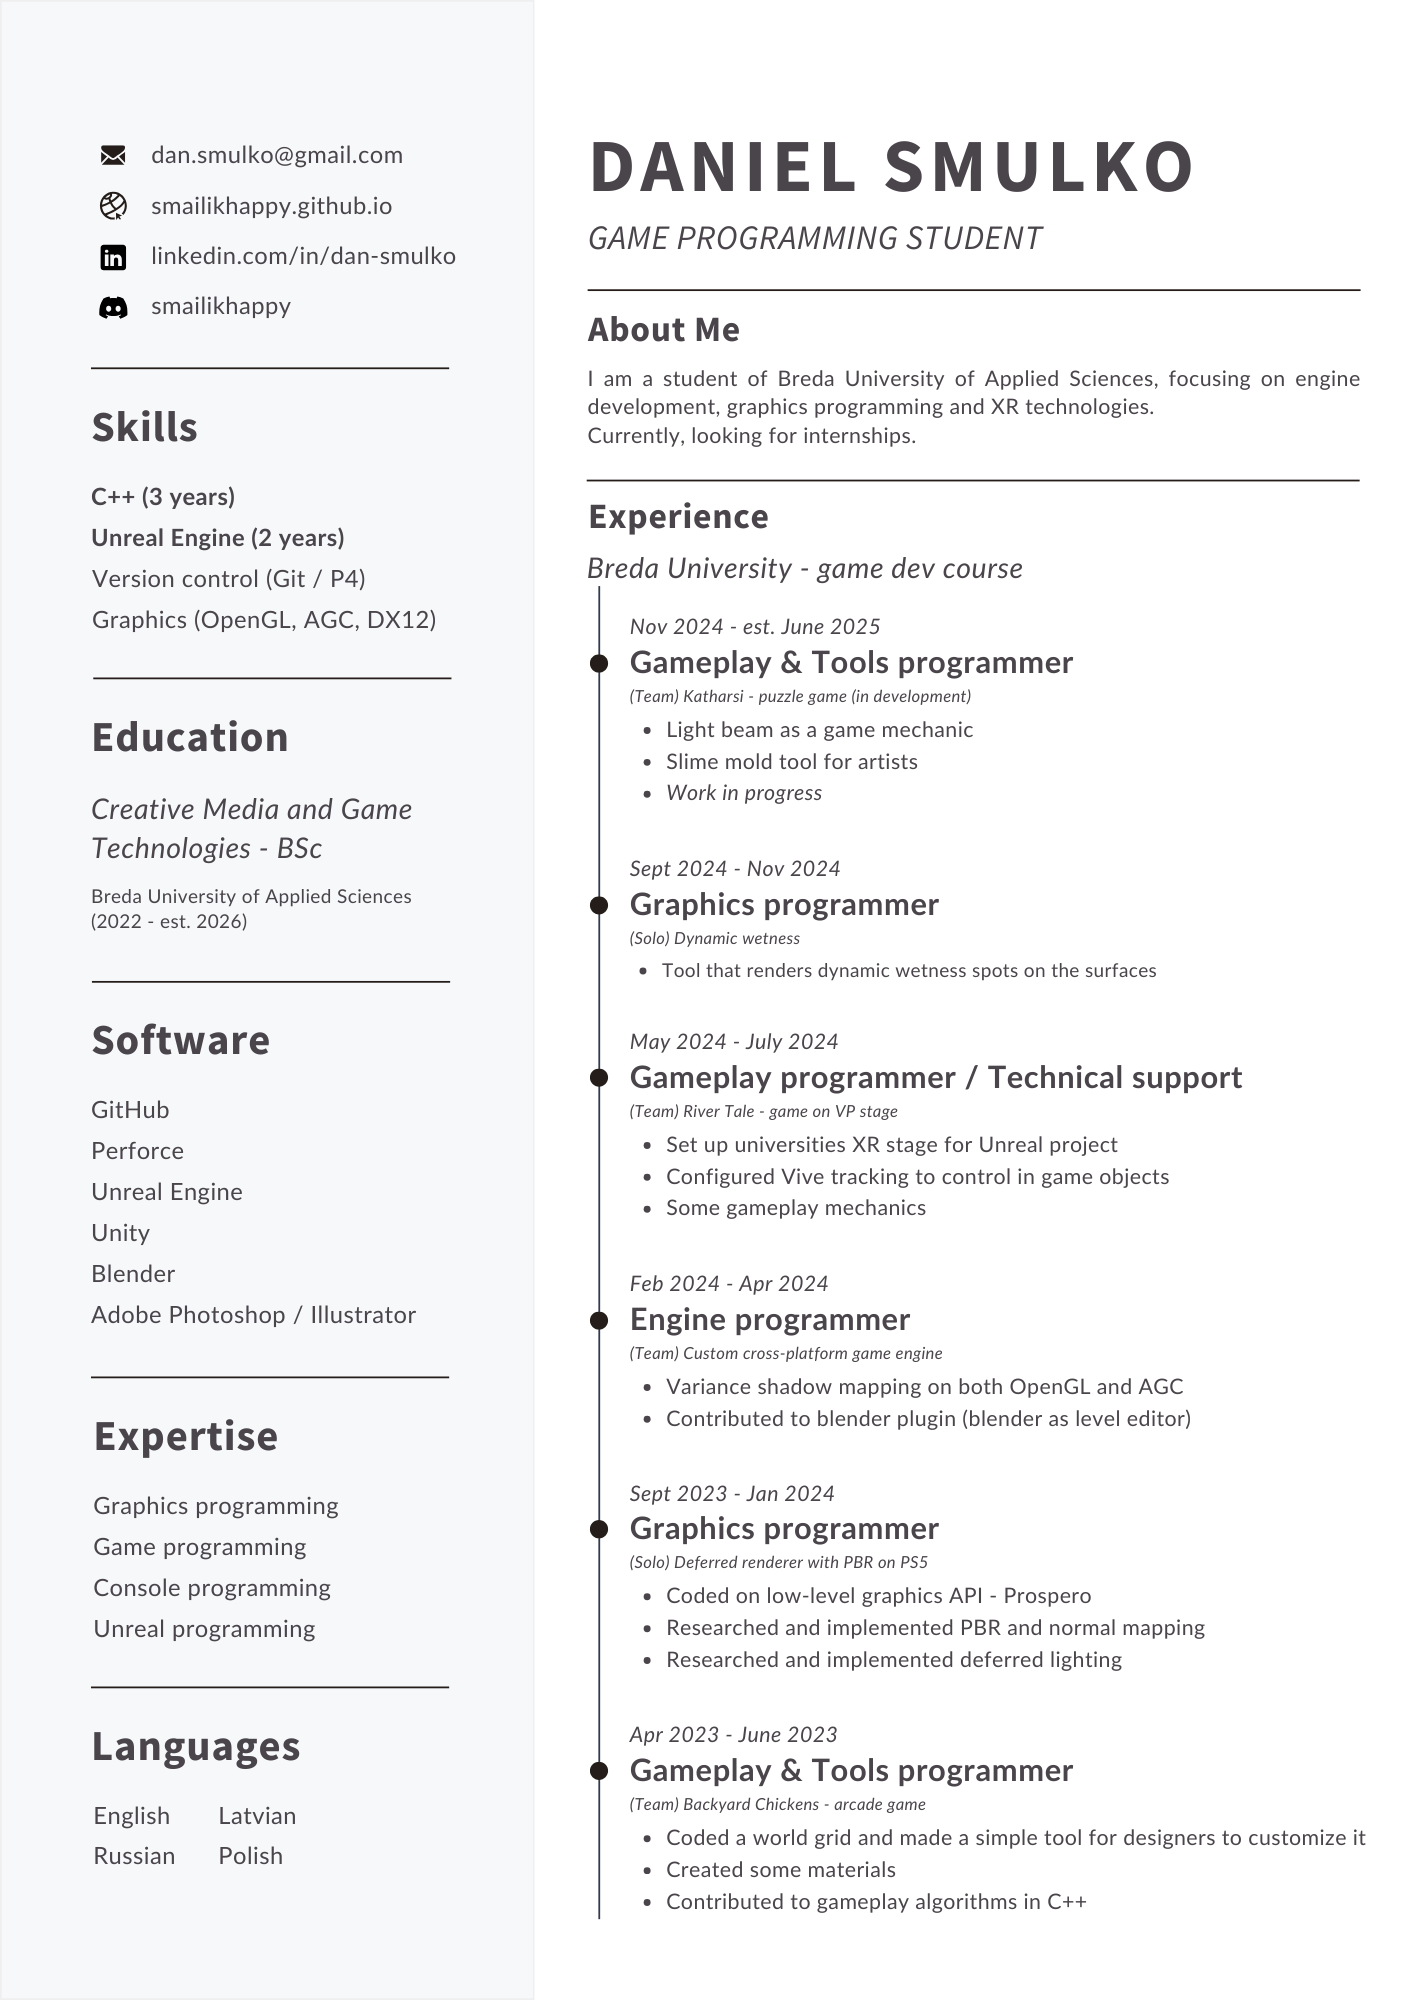 dan.smulko@gmail.com
smailikhappy.github.io
linkedin.com/in/dan-smulko
smailikhappy
Skills
C++ (3 years)
Unreal Engine (2 years)
Version control (Git / P4)
Graphics (OpenGL, AGC, DX12)
Education
Creative Media and Game
Technologies - BSc
Breda University of Applied Sciences
(2022 - est. 2026)
Software
GitHub
Perforce
Unreal Engine
Unity
Blender
Adobe Photoshop / Illustrator
Expertise
Graphics programming
Game programming
Console programming
Unreal programming
Languages
English Latvian
Russian Polish
DANIEL SMULKO
GAME PROGRAMMING STUDENT
About Me
I am a student of Breda University of Applied Sciences, focusing on engine
development, graphics programming and XR technologies.
Currently, looking for internships.
Experience
Breda University - game dev course
Nov 2024 - est. June 2025
Gameplay & Tools programmer
(Team) Katharsi - puzzle game (in development)
• Light beam as a game mechanic
• Slime mold tool for artists
• Work in progress
Sept 2024 - Nov 2024
Graphics programmer
(Solo) Dynamic wetness
• Tool that renders dynamic wetness spots on the surfaces
May 2024 - July 2024
Gameplay programmer / Technical support
(Team) River Tale - game on VP stage
• Set up universities XR stage for Unreal project
• Configured Vive tracking to control in game objects
• Some gameplay mechanics
Feb 2024 - Apr 2024
Engine programmer
(Team) Custom cross-platform game engine
• Variance shadow mapping on both OpenGL and AGC
• Contributed to blender plugin (blender as level editor)
Sept 2023 - Jan 2024
Graphics programmer
(Solo) Deferred renderer with PBR on PS5
• Coded on low-level graphics API - Prospero
• Researched and implemented PBR and normal mapping
• Researched and implemented deferred lighting
Apr 2023 - June 2023
Gameplay & Tools programmer
(Team) Backyard Chickens - arcade game
• Coded a world grid and made a simple tool for designers to customize it
• Created some materials
• Contributed to gameplay algorithms in C++